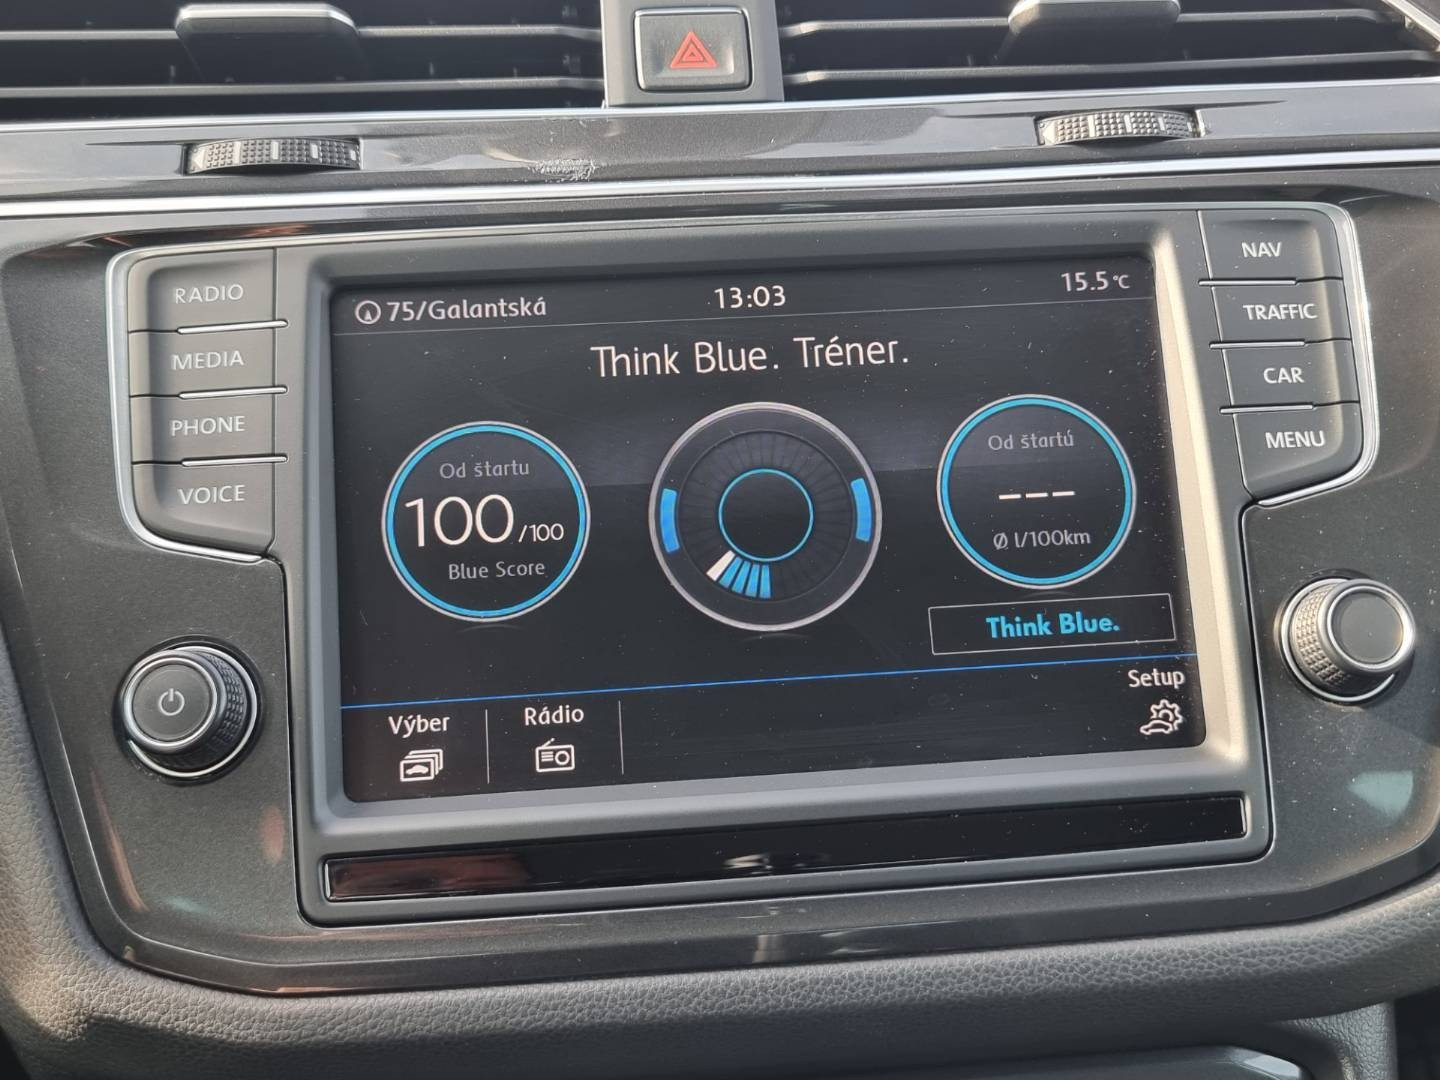 RADIO
MEDIA
PHONE
VOICE
75/Galantská
13:03
15.5°C
Think Blue. Tréner.
Od štartu
100/100
Blue Score
Od štartú
---
Ø l/100km
Think Blue.
Výber
Rádio
Setup
NAV
TRAFFIC
CAR
MENU